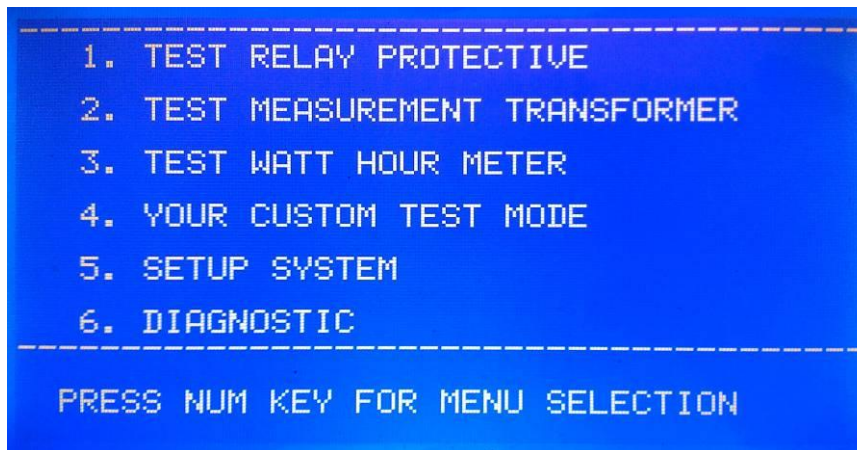 1. TEST RELAY PROTECTIVE
2. TEST MEASUREMENT TRANSFORMER
3. TEST WATT HOUR METER
4. YOUR CUSTOM TEST MODE
5. SETUP SYSTEM
6. DIAGNOSTIC
PRESS NUM KEY FOR MENU SELECTION